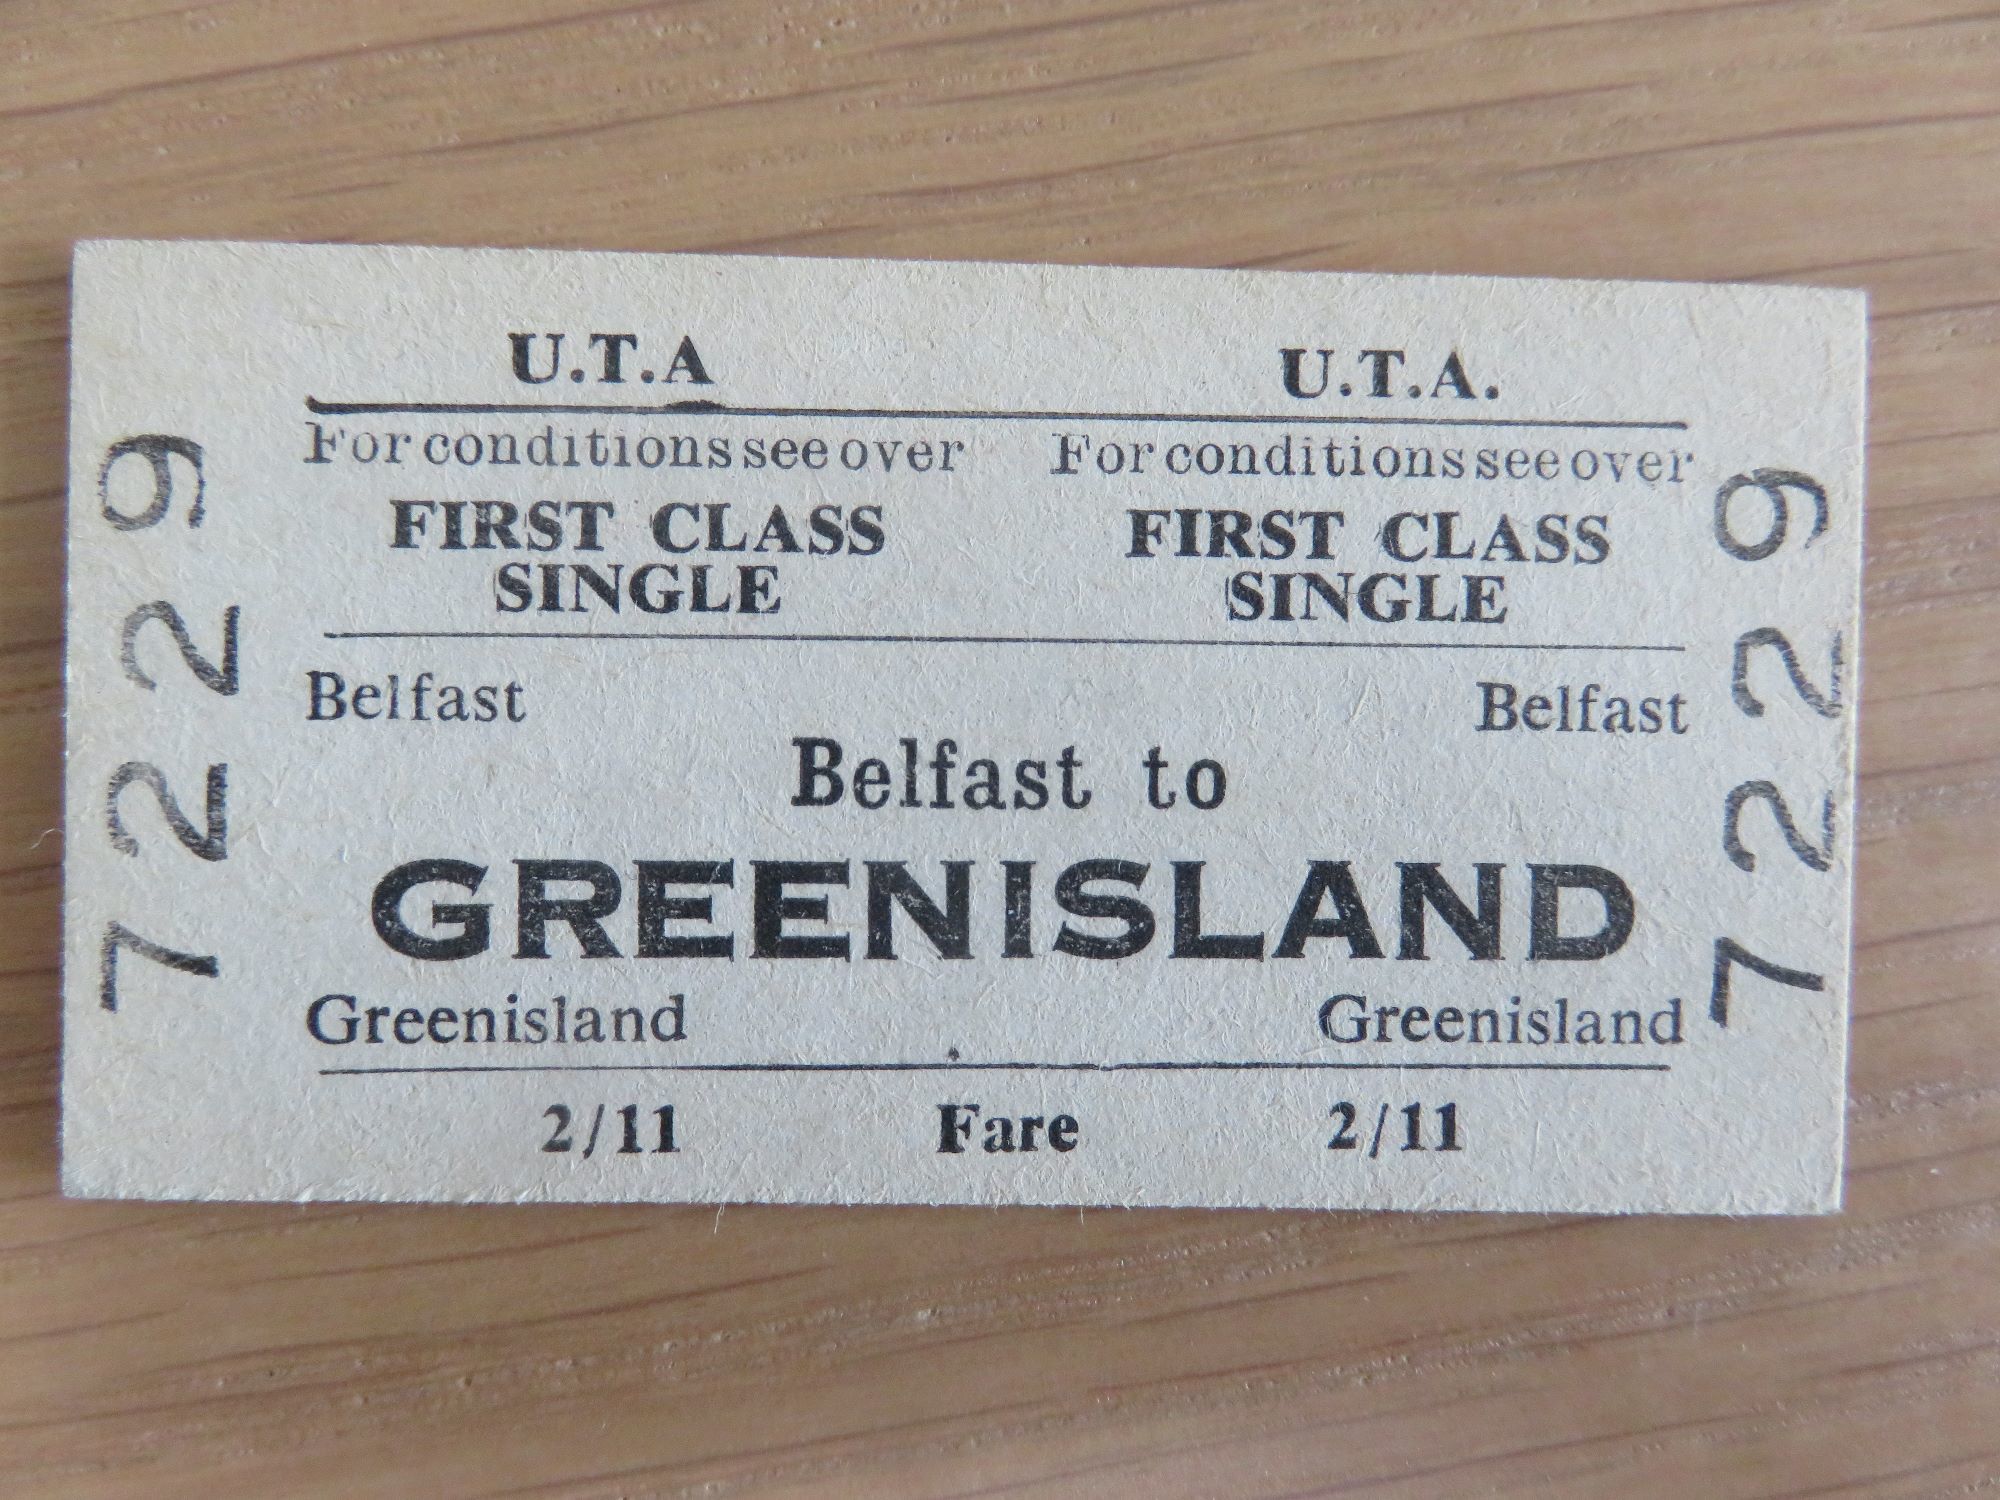 U.T.A U.T.A.
For conditions see over For conditions see over
FIRST CLASS FIRST CLASS
SINGLE SINGLE
Belfast Belfast
Belfast to
GREENISLAND
Greenisland Greenisland
2/11 Fare 2/11
7229
7229